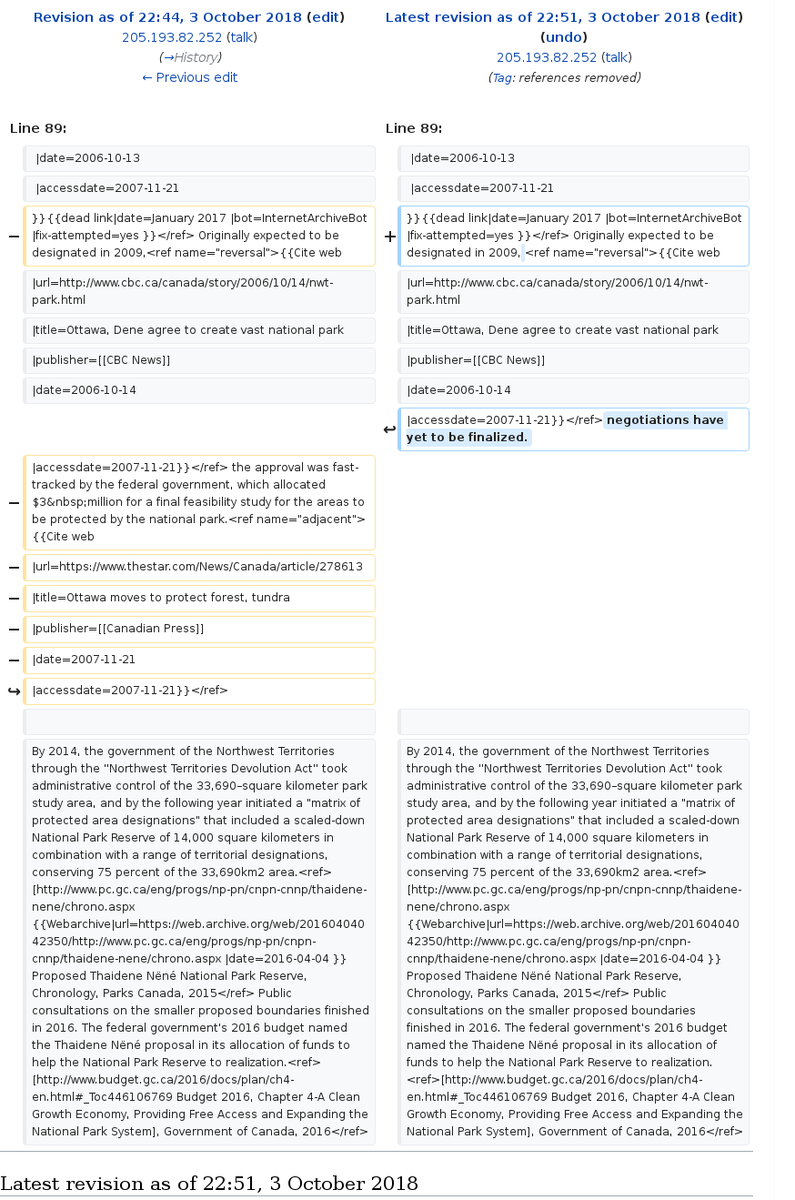 Revision as of 22:44, 3 October 2018 (edit)
205.193.82.252 (talk)
(→History)
← Previous edit
Latest revision as of 22:51, 3 October 2018 (edit)
(undo)
205.193.82.252 (talk)
(Tag: references removed)
Line 89:
Line 89:
|date=2006-10-13
|date=2006-10-13
|accessdate=2007-11-21
|accessdate=2007-11-21
−
}}{{dead link|date=January 2017 |bot=InternetArchiveBot
|fix-attempted=yes }}</ref> Originally expected to be
designated in 2009,<ref name="reversal">{{Cite web
+
}}{{dead link|date=January 2017 |bot=InternetArchiveBot
|fix-attempted=yes }}</ref> Originally expected to be
designated in 2009, <ref name="reversal">{{Cite web
|url=http://www.cbc.ca/canada/story/2006/10/14/nwt-
park.html
|url=http://www.cbc.ca/canada/story/2006/10/14/nwt-
park.html
|title=Ottawa, Dene agree to create vast national park
|title=Ottawa, Dene agree to create vast national park
|publisher=[[CBC News]]
|publisher=[[CBC News]]
|date=2006-10-14
|date=2006-10-14
↩
|accessdate=2007-11-21}}</ref> negotiations have
yet to be finalized.
−
|accessdate=2007-11-21}}</ref> the approval was fast-
tracked by the federal government, which allocated
$3&nbsp;million for a final feasibility study for the areas to
be protected by the national park.<ref name="adjacent">
{{Cite web
−
|url=https://www.thestar.com/News/Canada/article/278613
−
|title=Ottawa moves to protect forest, tundra
−
|publisher=[[Canadian Press]]
−
|date=2007-11-21
↪
|accessdate=2007-11-21}}</ref>
By 2014, the government of the Northwest Territories
through the "Northwest Territories Devolution Act" took
administrative control of the 33,690–square kilometer park
study area, and by the following year initiated a "matrix of
protected area designations" that included a scaled-down
National Park Reserve of 14,000 square kilometers in
combination with a range of territorial designations,
conserving 75 percent of the 33,690km2 area.<ref>
[http://www.pc.gc.ca/eng/progs/np-pn/cnpn-cnnp/thaidene-
nene/chrono.aspx
{{Webarchive|url=https://web.archive.org/web/201604040
42350/http://www.pc.gc.ca/eng/progs/np-pn/cnpn-
cnnp/thaidene-nene/chrono.aspx |date=2016-04-04 }}
Proposed Thaidene Nëné National Park Reserve,
Chronology, Parks Canada, 2015</ref> Public
consultations on the smaller proposed boundaries finished
in 2016. The federal government's 2016 budget named
the Thaidene Nëné proposal in its allocation of funds to
help the National Park Reserve to realization.<ref>
[http://www.budget.gc.ca/2016/docs/plan/ch4-
en.html#_Toc446106769 Budget 2016, Chapter 4-A Clean
Growth Economy, Providing Free Access and Expanding the
National Park System], Government of Canada, 2016</ref>
By 2014, the government of the Northwest Territories
through the "Northwest Territories Devolution Act" took
administrative control of the 33,690–square kilometer park
study area, and by the following year initiated a "matrix of
protected area designations" that included a scaled-down
National Park Reserve of 14,000 square kilometers in
combination with a range of territorial designations,
conserving 75 percent of the 33,690km2 area.<ref>
[http://www.pc.gc.ca/eng/progs/np-pn/cnpn-cnnp/thaidene-
nene/chrono.aspx
{{Webarchive|url=https://web.archive.org/web/201604040
42350/http://www.pc.gc.ca/eng/progs/np-pn/cnpn-
cnnp/thaidene-nene/chrono.aspx |date=2016-04-04 }}
Proposed Thaidene Nëné National Park Reserve,
Chronology, Parks Canada, 2015</ref> Public
consultations on the smaller proposed boundaries
finished in 2016. The federal government's 2016 budget
named the Thaidene Nëné proposal in its allocation of
funds to help the National Park Reserve to realization.
<ref>[http://www.budget.gc.ca/2016/docs/plan/ch4-
en.html#_Toc446106769 Budget 2016, Chapter 4-A Clean
Growth Economy, Providing Free Access and Expanding the
National Park System], Government of Canada, 2016</ref>
Latest revision as of 22:51, 3 October 2018